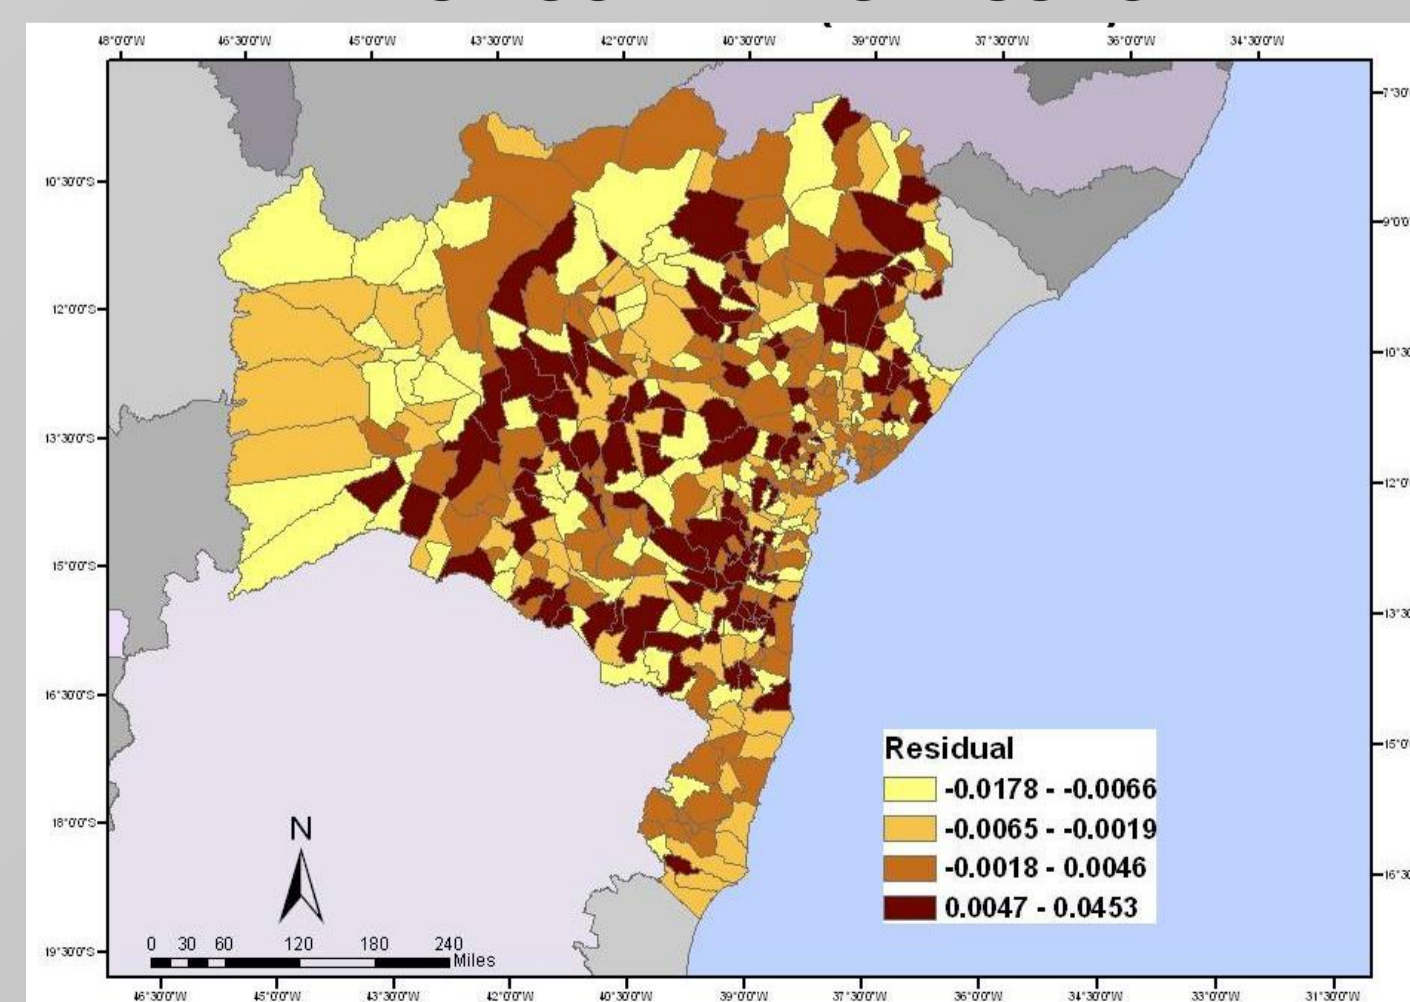 48°0'0"W 46°30'0"W 45°0'0"W 43°30'0"W 42°0'0"W 40°30'0"W 39°0'0"W 37°30'0"W 36°0'0"W 34°30'0"W
10°30'0"S
12°0'0"S
13°30'0"S
15°0'0"S
16°30'0"S
18°0'0"S
19°30'0"S
Residual
-0.0178 - -0.0066
-0.0065 - -0.0019
-0.0018 - 0.0046
0.0047 - 0.0453
N
0 30 60 120 180 240
Miles
46°30'0"W 45°0'0"W 43°30'0"W 42°0'0"W 40°30'0"W 39°0'0"W 37°30'0"W 36°0'0"W 34°30'0"W 33°0'0"W 31°30'0"W